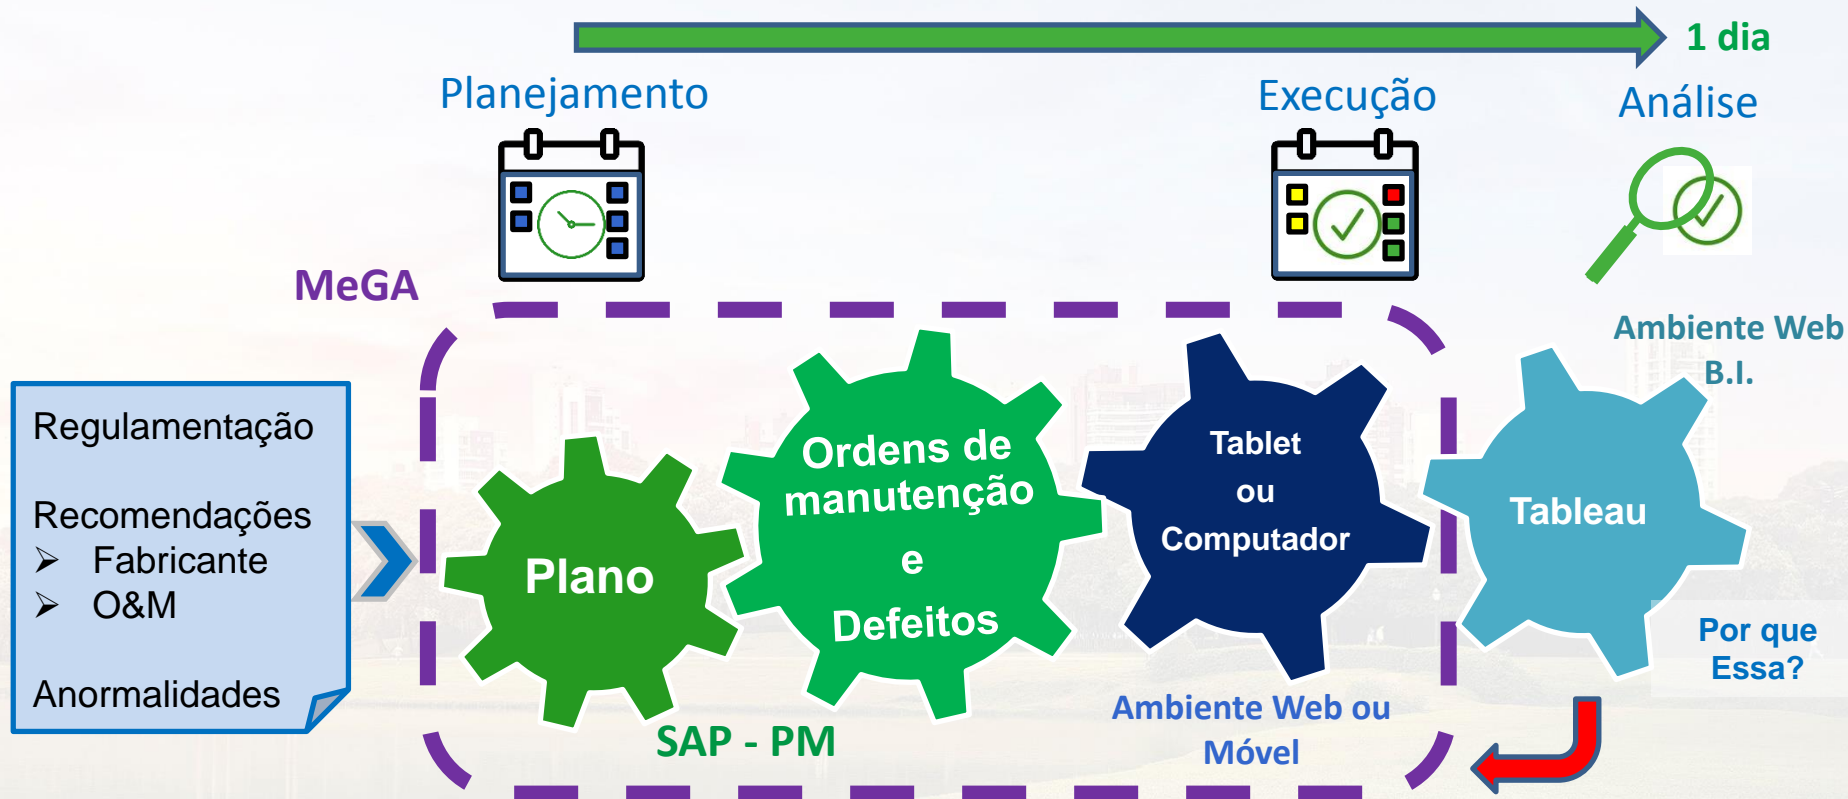 1 dia
Planejamento
Execução
Análise
MeGA
Ambiente Web
B.I.
Regulamentação
Recomendações
➢ Fabricante
➢ O&M
Anormalidades
Plano
Ordens de
manutenção
e
Defeitos
Tablet
ou
Computador
Tableau
Por que
Essa?
SAP - PM
Ambiente Web ou
Móvel